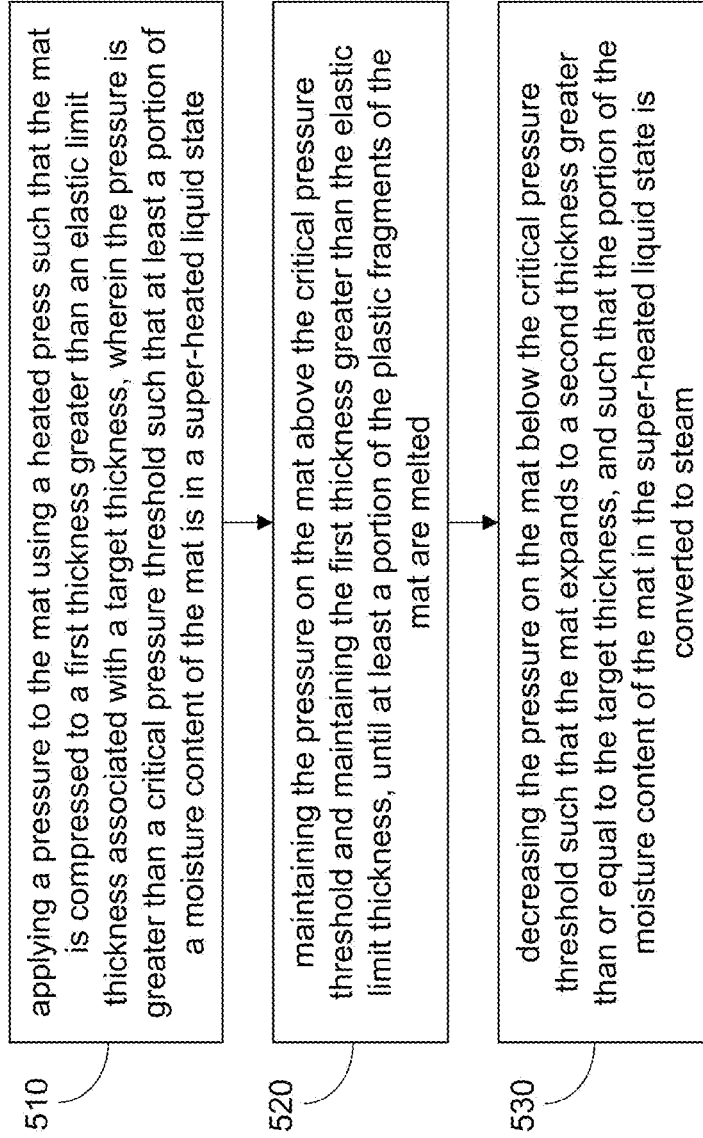 510
applying a pressure to the mat using a heated press such that the mat
is compressed to a first thickness greater than an elastic limit
thickness associated with a target thickness, wherein the pressure is
greater than a critical pressure threshold such that at least a portion of
a moisture content of the mat is in a super-heated liquid state
520
maintaining the pressure on the mat above the critical pressure
threshold and maintaining the first thickness greater than the elastic
limit thickness, until at least a portion of the plastic fragments of the
mat are melted
530
decreasing the pressure on the mat below the critical pressure
threshold such that the mat expands to a second thickness greater
than or equal to the target thickness, and such that the portion of the
moisture content of the mat in the super-heated liquid state is
converted to steam